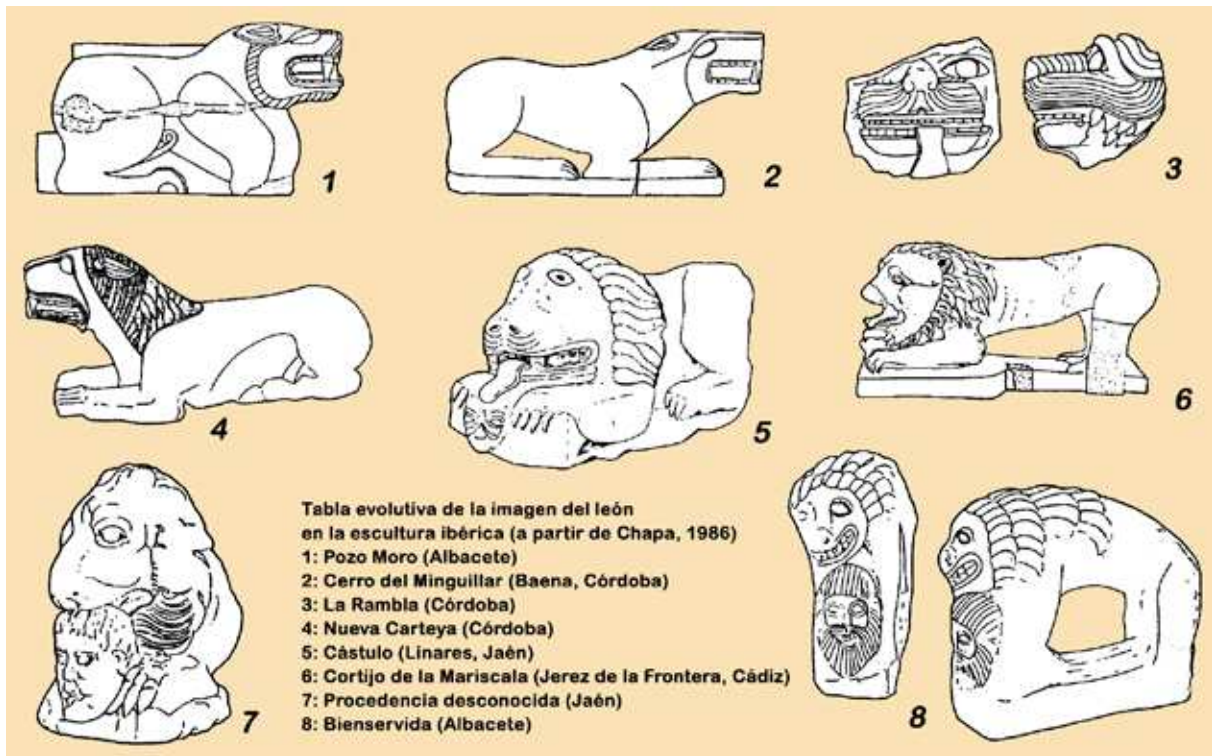 1
2
3
4
5
6
7
8
Tabla evolutiva de la imagen del león
en la escultura ibérica (a partir de Chapa, 1986)
1: Pozo Moro (Albacete)
2: Cerro del Minguillar (Baena, Córdoba)
3: La Rambla (Córdoba)
4: Nueva Carteya (Córdoba)
5: Cástulo (Linares, Jaén)
6: Cortijo de la Mariscala (Jerez de la Frontera, Cádiz)
7: Procedencia desconocida (Jaén)
8: Bienservida (Albacete)